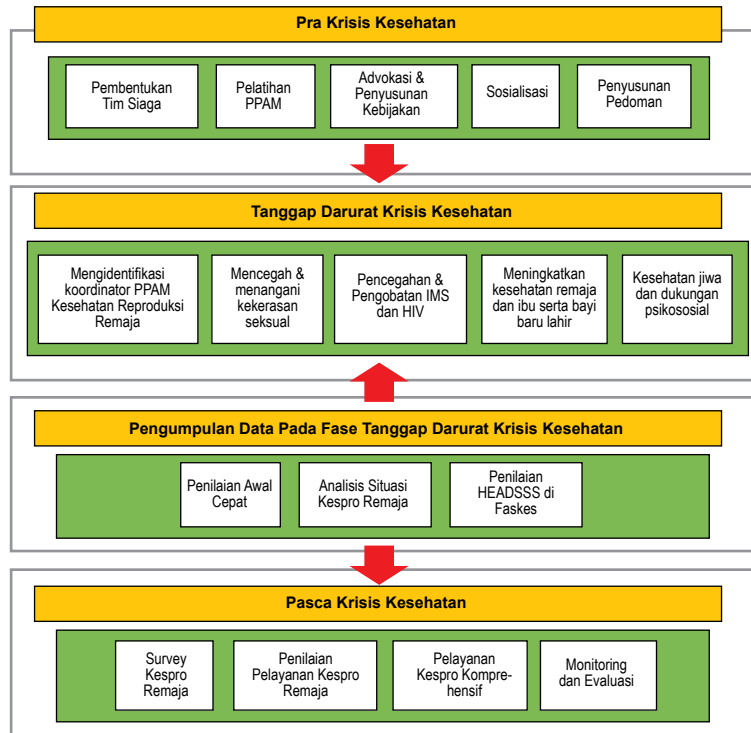 Pra Krisis Kesehatan
Pembentukan
Tim Siaga
Pelatihan
PPAM
Advokasi &
Penyusunan
Kebijakan
Sosialisasi
Penyusunan
Pedoman
Tanggap Darurat Krisis Kesehatan
Mengidentifikasi
koordinator PPAM
Kesehatan Reproduksi
Remaja
Mencegah &
menangani
kekerasan
seksual
Pencegahan &
Pengobatan IMS
dan HIV
Meningkatkan
kesehatan remaja
dan ibu serta bayi
baru lahir
Kesehatan jiwa
dan dukungan
psikososial
Pengumpulan Data Pada Fase Tanggap Darurat Krisis Kesehatan
Penilaian Awal
Cepat
Analisis Situasi
Kespro Remaja
Penilaian
HEADSSS di
Faskes
Pasca Krisis Kesehatan
Survey
Kespro
Remaja
Penilaian
Pelayanan Kespro
Remaja
Pelayanan
Kespro Kompre-
hensif
Monitoring
dan Evaluasi